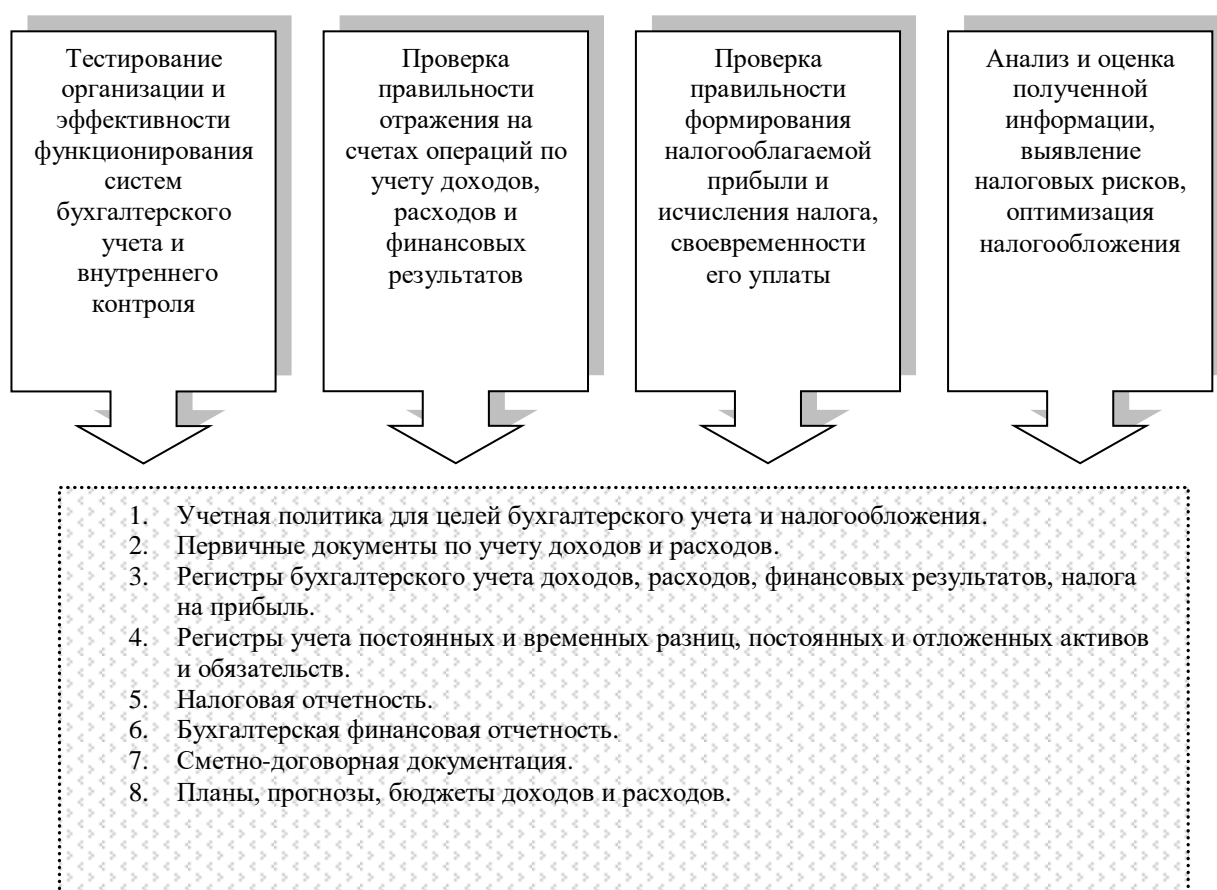 Тестирование
организации и
эффективности
функционирования
систем
бухгалтерского
учета и
внутреннего
контроля
Проверка
правильности
отражения на
счетах операций по
учету доходов,
расходов и
финансовых
результатов
Проверка
правильности
формирования
налогооблагаемой
прибыли и
исчисления налога,
своевременности
его уплаты
Анализ и оценка
полученной
информации,
выявление
налоговых рисков,
оптимизация
налогообложения
1. Учетная политика для целей бухгалтерского учета и налогообложения.
2. Первичные документы по учету доходов и расходов.
3. Регистры бухгалтерского учета доходов, расходов, финансовых результатов, налога
на прибыль.
4. Регистры учета постоянных и временных разниц, постоянных и отложенных активов
и обязательств.
5. Налоговая отчетность.
6. Бухгалтерская финансовая отчетность.
7. Сметно-договорная документация.
8. Планы, прогнозы, бюджеты доходов и расходов.